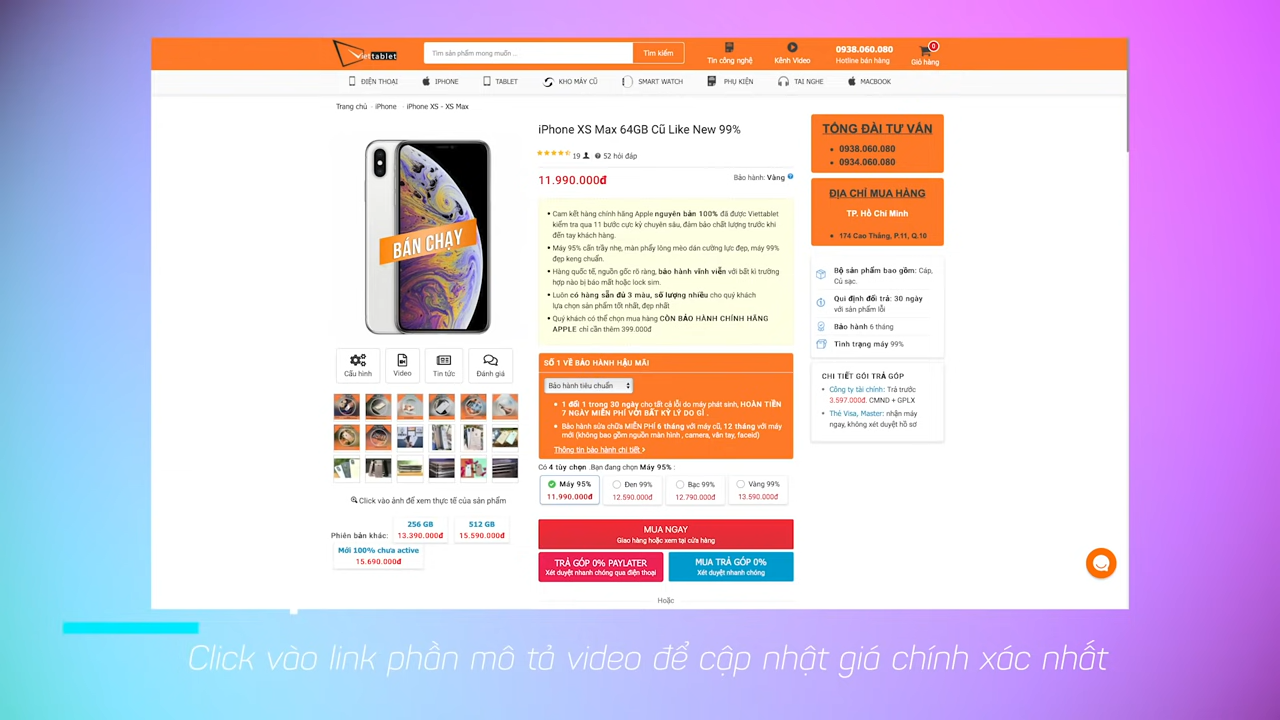 Viettablet
Tìm sản phẩm mong muốn ...
Tìm kiếm
Tin công nghệ
Kênh Video
0938.060.080
Hotline bán hàng
0
Giỏ hàng
ĐIỆN THOẠI
IPHONE
TABLET
KHO MÁY CŨ
SMART WATCH
PHỤ KIỆN
TAI NGHE
MACBOOK
Trang chủ · iPhone · iPhone XS - XS Max
BÁN CHẠY
Cấu hình
Video
Tin tức
Đánh giá
Click vào ảnh để xem thực tế của sản phẩm
Phiên bản khác:
256 GB
13.390.000đ
512 GB
15.590.000đ
Mới 100% chưa active
15.690.000đ
iPhone XS Max 64GB Cũ Like New 99%
19
52 hỏi đáp
11.990.000đ
Bảo hành: Vàng
• Cam kết hàng chính hãng Apple nguyên bản 100% đã được Viettablet
kiểm tra qua 11 bước cực kỳ chuyên sâu, đảm bảo chất lượng trước khi
đến tay khách hàng.
• Máy 95% cấn trầy nhẹ, màn phẩy lông mèo dán cường lực đẹp, máy 99%
đẹp keng chuẩn.
• Hàng quốc tế, nguồn gốc rõ ràng, bảo hành vĩnh viễn với bất kì trường
hợp nào bị báo mất hoặc lock sim.
• Luôn có hàng sẵn đủ 3 màu, số lượng nhiều cho quý khách
lựa chọn sản phẩm tốt nhất, đẹp nhất
• Quý khách có thể chọn mua hàng CÒN BẢO HÀNH CHÍNH HÃNG
APPLE chỉ cần thêm 399.000đ
SỐ 1 VỀ BẢO HÀNH HẬU MÃI
Bảo hành tiêu chuẩn
• 1 đổi 1 trong 30 ngày cho tất cả lỗi do máy phát sinh, HOÀN TIỀN
7 NGÀY MIỄN PHÍ VỚI BẤT KỲ LÝ DO GÌ .
• Bảo hành sửa chữa MIỄN PHÍ 6 tháng với máy cũ, 12 tháng với máy
mới (không bao gồm nguồn màn hình , camera, vân tay, faceid)
Thông tin bảo hành chi tiết >
Có 4 tùy chọn .Bạn đang chọn Máy 95% :
Máy 95%
11.990.000đ
Đen 99%
12.590.000đ
Bạc 99%
12.790.000đ
Vàng 99%
13.590.000đ
MUA NGAY
Giao hàng hoặc xem tại cửa hàng
TRẢ GÓP 0% PAYLATER
Xét duyệt nhanh chóng qua điện thoại
MUA TRẢ GÓP 0%
Xét duyệt nhanh chóng
Hoặc
TỔNG ĐÀI TƯ VẤN
• 0938.060.080
• 0934.060.080
ĐỊA CHỈ MUA HÀNG
TP. Hồ Chí Minh
• 174 Cao Thắng, P.11, Q.10
Bộ sản phẩm bao gồm: Cáp,
Củ sạc.
Qui định đổi trả: 30 ngày
với sản phẩm lỗi
Bảo hành 6 tháng
Tình trạng máy 99%
CHI TIẾT GÓI TRẢ GÓP
• Công ty tài chính: Trả trước
3.597.000đ. CMND + GPLX
• Thẻ Visa, Master: nhận máy
ngay, không xét duyệt hồ sơ
Click vào link phần mô tả video để cập nhật giá chính xác nhất